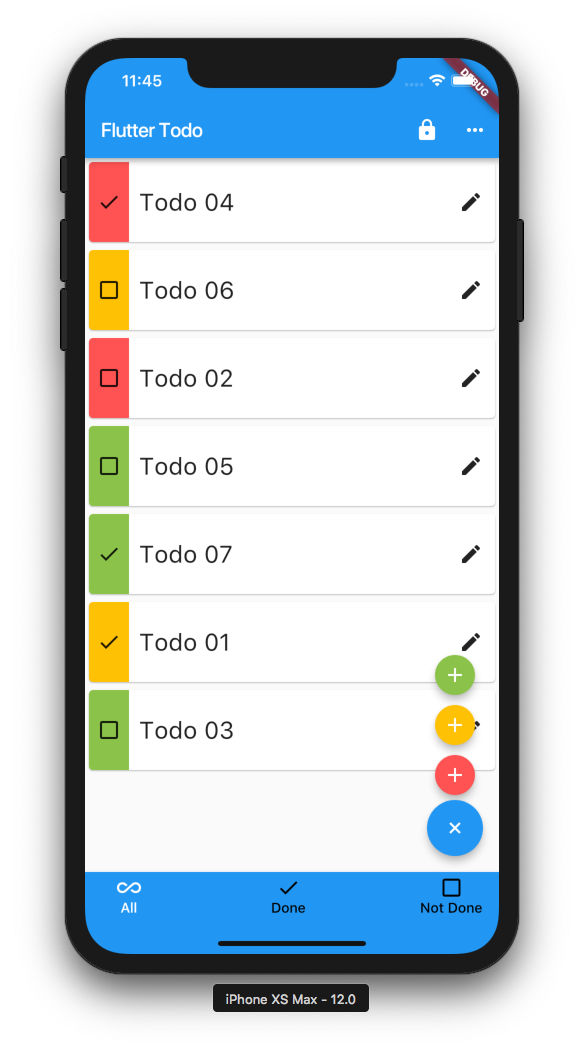 11:45
DEBUG
Flutter Todo
Todo 04
Todo 06
Todo 02
Todo 05
Todo 07
Todo 01
Todo 03
All
Done
Not Done
iPhone XS Max - 12.0